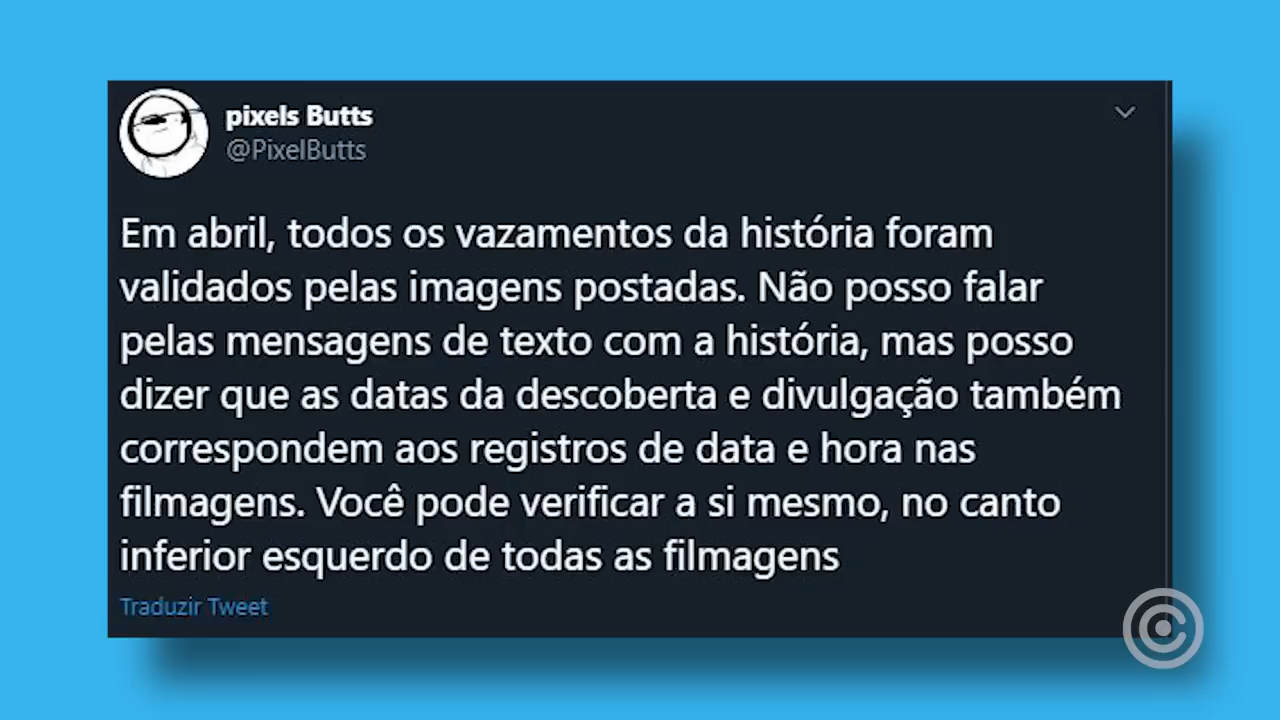 pixels Butts
@PixelButts
Em abril, todos os vazamentos da história foram
validados pelas imagens postadas. Não posso falar
pelas mensagens de texto com a história, mas posso
dizer que as datas da descoberta e divulgação também
correspondem aos registros de data e hora nas
filmagens. Você pode verificar a si mesmo, no canto
inferior esquerdo de todas as filmagens
Traduzir Tweet